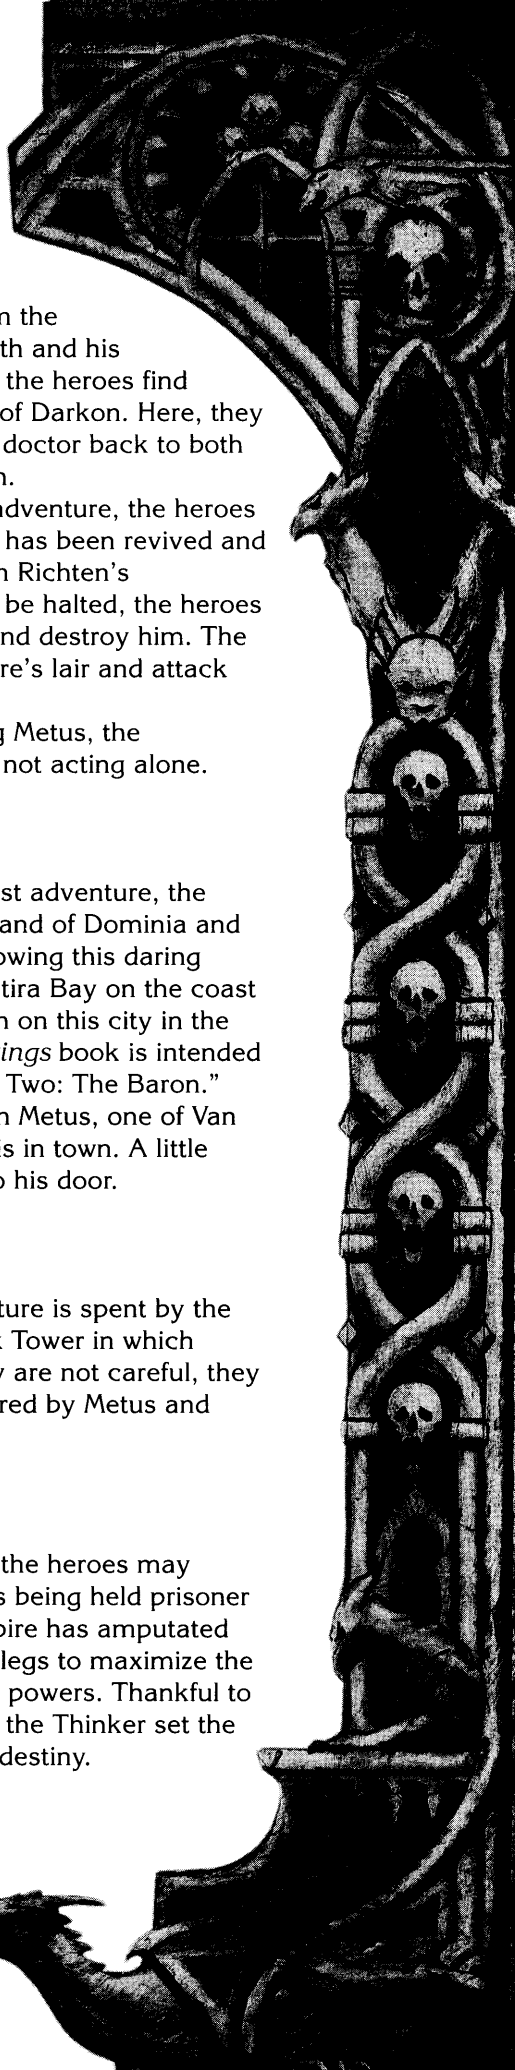 the
th and his
the heroes find
of Darkon. Here, they
doctor back to both
adventure, the heroes
has been revived and
Richten's
be halted, the heroes
nd destroy him. The
re's lair and attack
g Metus, the
not acting alone.
st adventure, the
and of Dominia and
owing this daring
tira Bay on the coast
n on this city in the
ings book is intended
Two: The Baron."
n Metus, one of Van
is in town. A little
his door.
ture is spent by the
Tower in which
y are not careful, they
red by Metus and
the heroes may
s being held prisoner
pire has amputated
legs to maximize the
powers. Thankful to
the Thinker set the
destiny.